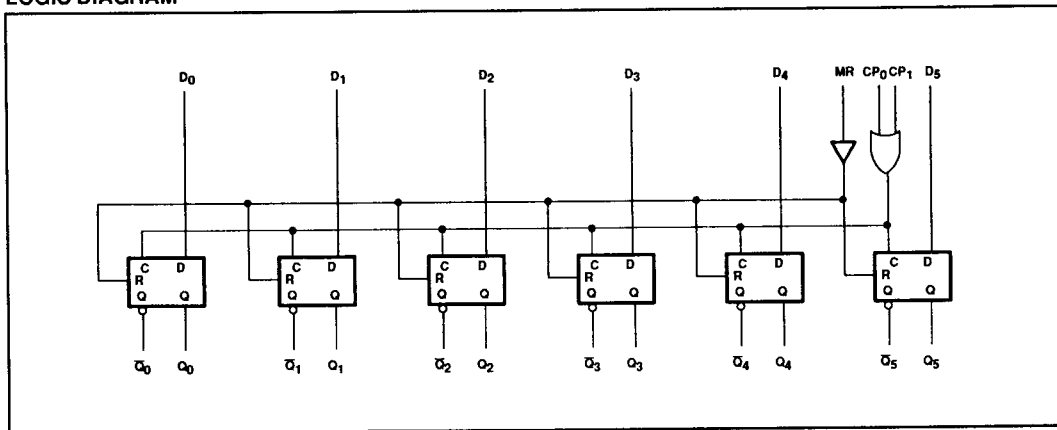 LOGIC DIAGRAM
D0 D1 D2 D3 D4 MR CP0 CP1 D5
C D C D C D C D C D C D
R R R R R R
Q Q Q Q Q Q Q Q Q Q Q Q
Q̅0 Q0 Q̅1 Q1 Q̅2 Q2 Q̅3 Q3 Q̅4 Q4 Q̅5 Q5